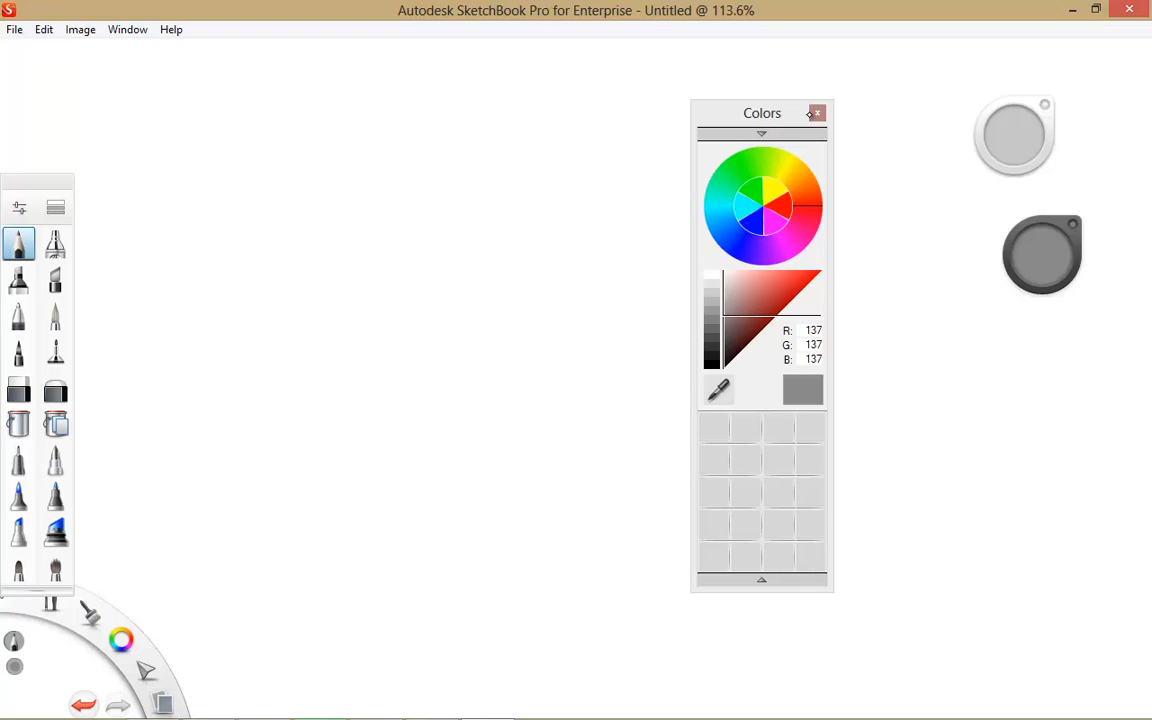 Autodesk SketchBook Pro for Enterprise - Untitled @ 113.6%
File Edit Image Window Help
Colors
R: 137
G: 137
B: 137